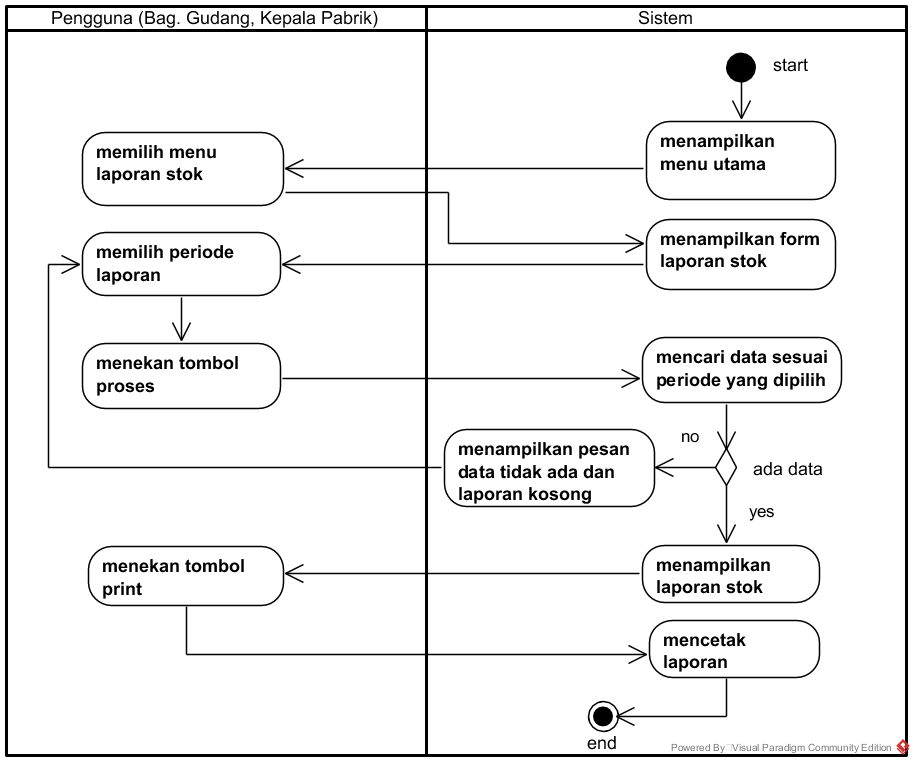 Pengguna (Bag. Gudang, Kepala Pabrik)
Sistem
start
menampilkan
menu utama
memilih menu
laporan stok
menampilkan form
laporan stok
memilih periode
laporan
menekan tombol
proses
mencari data sesuai
periode yang dipilih
no
ada data
menampilkan pesan
data tidak ada dan
laporan kosong
yes
menampilkan
laporan stok
menekan tombol
print
mencetak
laporan
end
Powered By Visual Paradigm Community Edition